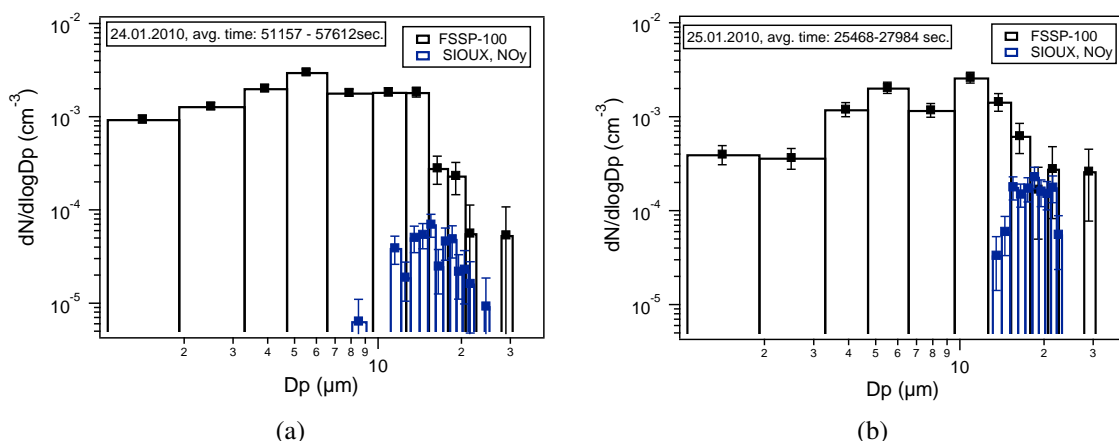 24.01.2010, avg. time: 51157 - 57612sec.
FSSP-100
SIOUX, NOy
dN/dlogDp (cm⁻³)
10⁻²
10⁻³
10⁻⁴
10⁻⁵
2 3 4 5 6 7 8 9 10 2 3
Dp (µm)
(a)
25.01.2010, avg. time: 25468-27984 sec.
FSSP-100
SIOUX, NOy
dN/dlogDp (cm⁻³)
10⁻²
10⁻³
10⁻⁴
10⁻⁵
2 3 4 5 6 7 8 9 10 2 3
Dp (µm)
(b)